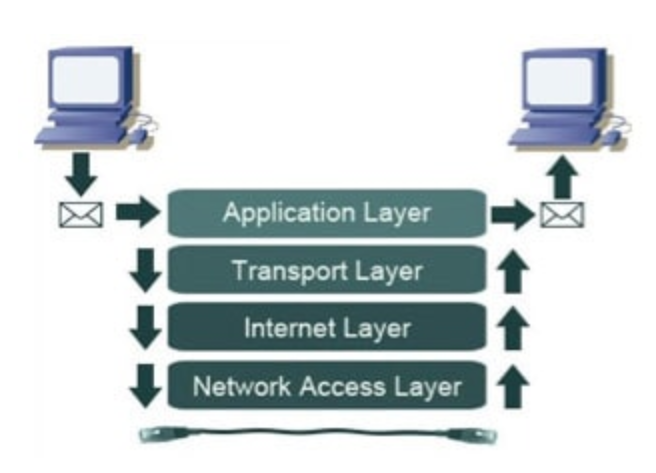 Application Layer
Transport Layer
Internet Layer
Network Access Layer